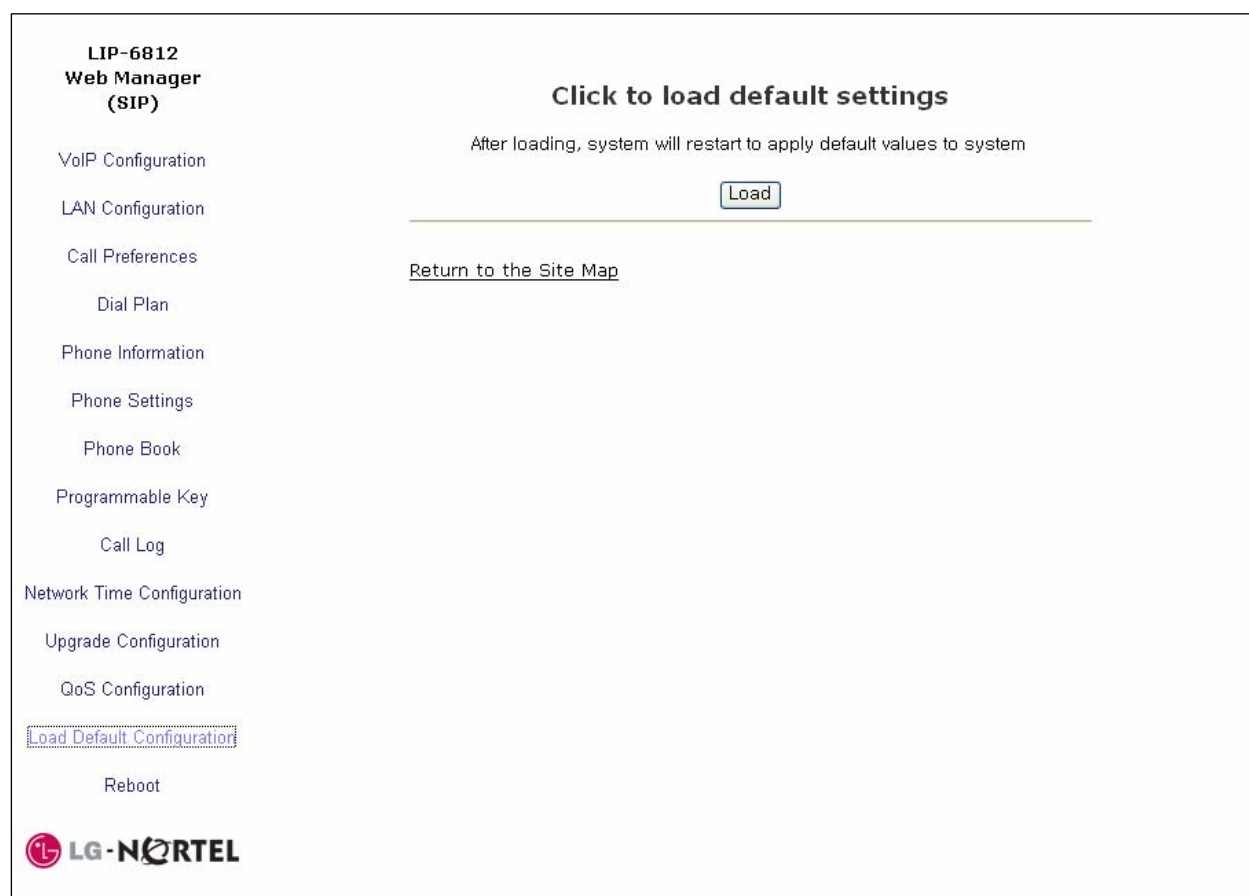 LIP-6812
Web Manager
(SIP)
VoIP Configuration
LAN Configuration
Call Preferences
Dial Plan
Phone Information
Phone Settings
Phone Book
Programmable Key
Call Log
Network Time Configuration
Upgrade Configuration
QoS Configuration
Load Default Configuration
Reboot
LG-NORTEL
Click to load default settings
After loading, system will restart to apply default values to system
Load
Return to the Site Map